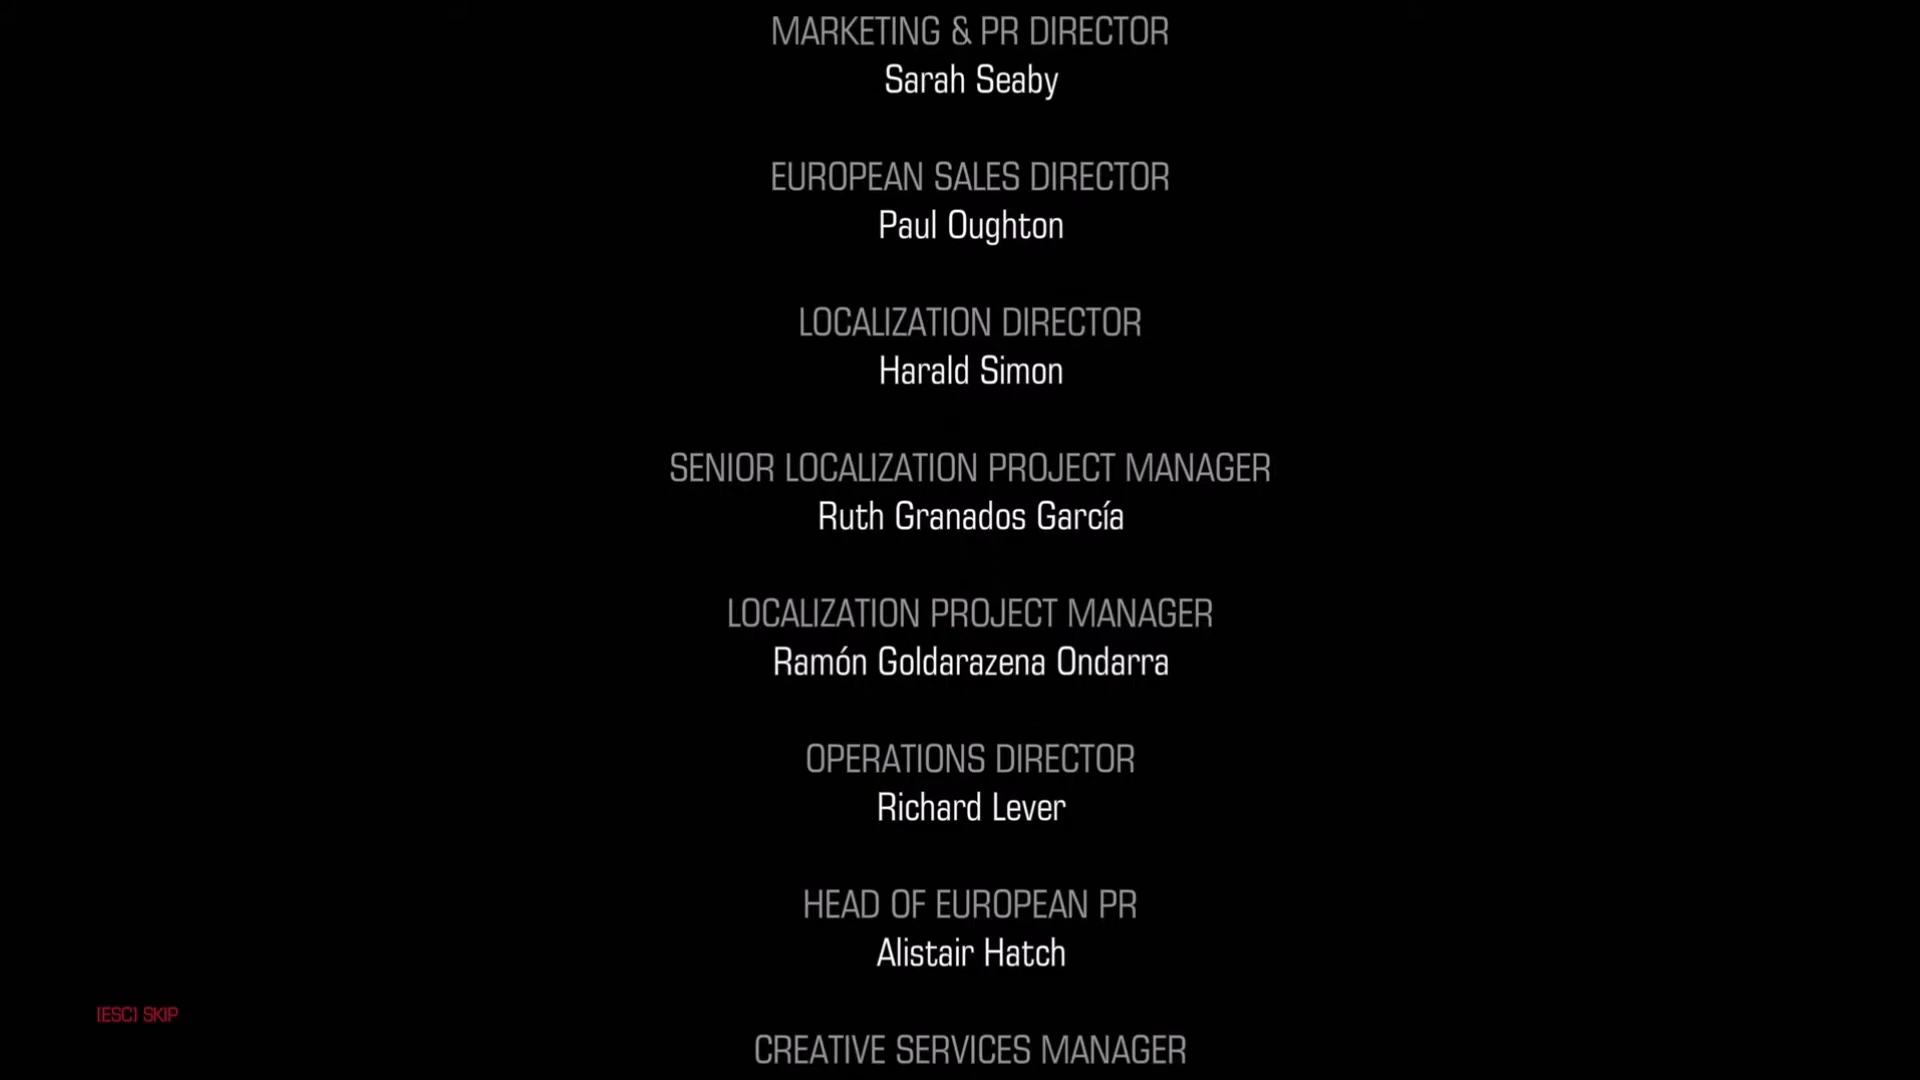 MARKETING & PR DIRECTOR
Sarah Seaby
EUROPEAN SALES DIRECTOR
Paul Oughton
LOCALIZATION DIRECTOR
Harald Simon
SENIOR LOCALIZATION PROJECT MANAGER
Ruth Granados García
LOCALIZATION PROJECT MANAGER
Ramón Goldarazena Ondarra
OPERATIONS DIRECTOR
Richard Lever
HEAD OF EUROPEAN PR
Alistair Hatch
[ESC] SKIP
CREATIVE SERVICES MANAGER